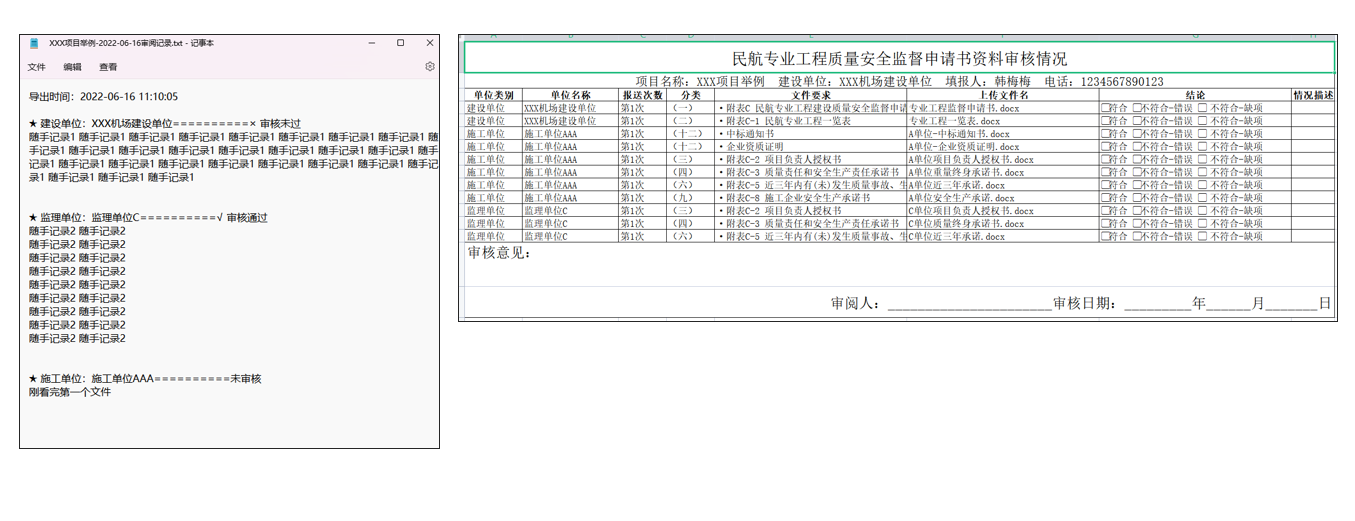 XXX项目举例-2022-06-16审阅记录.txt - 记事本
文件 编辑 查看
导出时间：2022-06-16 11:10:05
★ 建设单位：XXX机场建设单位==========× 审核未过
随手记录1 随手记录1 随手记录1 随手记录1 随手记录1 随手记录1 随手记录1 随手记录1 随
手记录1 随手记录1 随手记录1 随手记录1 随手记录1 随手记录1 随手记录1 随手记录1 随手
记录1 随手记录1 随手记录1 随手记录1 随手记录1 随手记录1 随手记录1 随手记录1 随手记
录1 随手记录1 随手记录1 随手记录1
★ 监理单位：监理单位C==========√ 审核通过
随手记录2 随手记录2
随手记录2 随手记录2
随手记录2 随手记录2
随手记录2 随手记录2
随手记录2 随手记录2
随手记录2 随手记录2
随手记录2 随手记录2
随手记录2 随手记录2
随手记录2 随手记录2
★ 施工单位：施工单位AAA==========未审核
刚看完第一个文件
民航专业工程质量安全监督申请书资料审核情况
项目名称：XXX项目举例 建设单位：XXX机场建设单位 填报人：韩梅梅 电话：1234567890123
单位类别 单位名称 报送次数 分类 文件要求 上传文件名 结论 情况描述
建设单位 XXX机场建设单位 第1次 （一） ·附表C 民航专业工程建设质量安全监督申请 专业工程监督申请书.docx □符合 □不符合-错误 □ 不符合-缺项
建设单位 XXX机场建设单位 第1次 （二） ·附表C-1 民航专业工程一览表 专业工程一览表.docx □符合 □不符合-错误 □ 不符合-缺项
施工单位 施工单位AAA 第1次 （十二） ·中标通知书 A单位-中标通知书.docx □符合 □不符合-错误 □ 不符合-缺项
施工单位 施工单位AAA 第1次 （十二） ·企业资质证明 A单位-企业资质证明.docx □符合 □不符合-错误 □ 不符合-缺项
施工单位 施工单位AAA 第1次 （三） ·附表C-2 项目负责人授权书 A单位项目负责人授权书.docx □符合 □不符合-错误 □ 不符合-缺项
施工单位 施工单位AAA 第1次 （四） ·附表C-3 质量责任和安全生产责任承诺书 A单位重量终身承诺书.docx □符合 □不符合-错误 □ 不符合-缺项
施工单位 施工单位AAA 第1次 （六） ·附表C-5 近三年内有(未)发生质量事故、生 A单位近三年承诺.docx □符合 □不符合-错误 □ 不符合-缺项
施工单位 施工单位AAA 第1次 （九） ·附表C-8 施工企业安全生产承诺书 A单位安全生产承诺.docx □符合 □不符合-错误 □ 不符合-缺项
监理单位 监理单位C 第1次 （三） ·附表C-2 项目负责人授权书 C单位项目负责人授权书.docx □符合 □不符合-错误 □ 不符合-缺项
监理单位 监理单位C 第1次 （四） ·附表C-3 质量责任和安全生产责任承诺书 C单位质量终身承诺书.docx □符合 □不符合-错误 □ 不符合-缺项
监理单位 监理单位C 第1次 （六） ·附表C-5 近三年内有(未)发生质量事故、生 C单位近三年承诺.docx □符合 □不符合-错误 □ 不符合-缺项
审核意见：
审阅人：______________________审核日期：_________年______月_______日